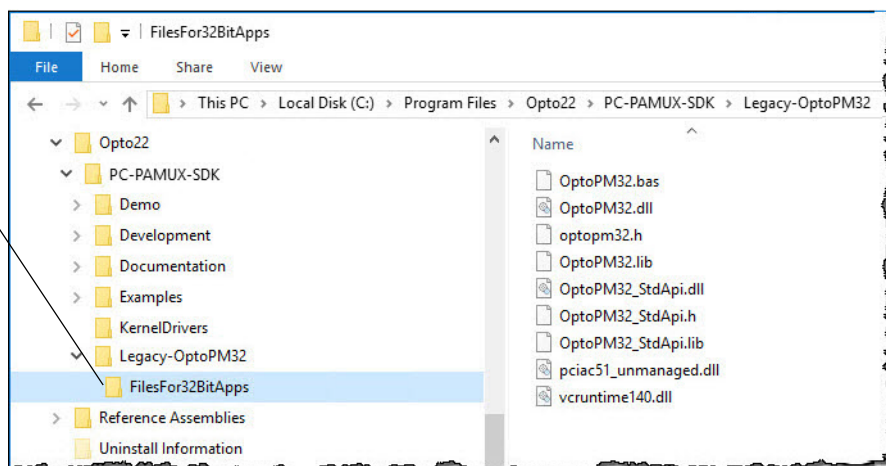 FilesFor32BitApps
File Home Share View
This PC > Local Disk (C:) > Program Files > Opto22 > PC-PAMUX-SDK > Legacy-OptoPM32
Opto22
PC-PAMUX-SDK
Demo
Development
Documentation
Examples
KernelDrivers
Legacy-OptoPM32
FilesFor32BitApps
Reference Assemblies
Uninstall Information
Name
OptoPM32.bas
OptoPM32.dll
optopm32.h
OptoPM32.lib
OptoPM32_StdApi.dll
OptoPM32_StdApi.h
OptoPM32_StdApi.lib
pciac51_unmanaged.dll
vcruntime140.dll